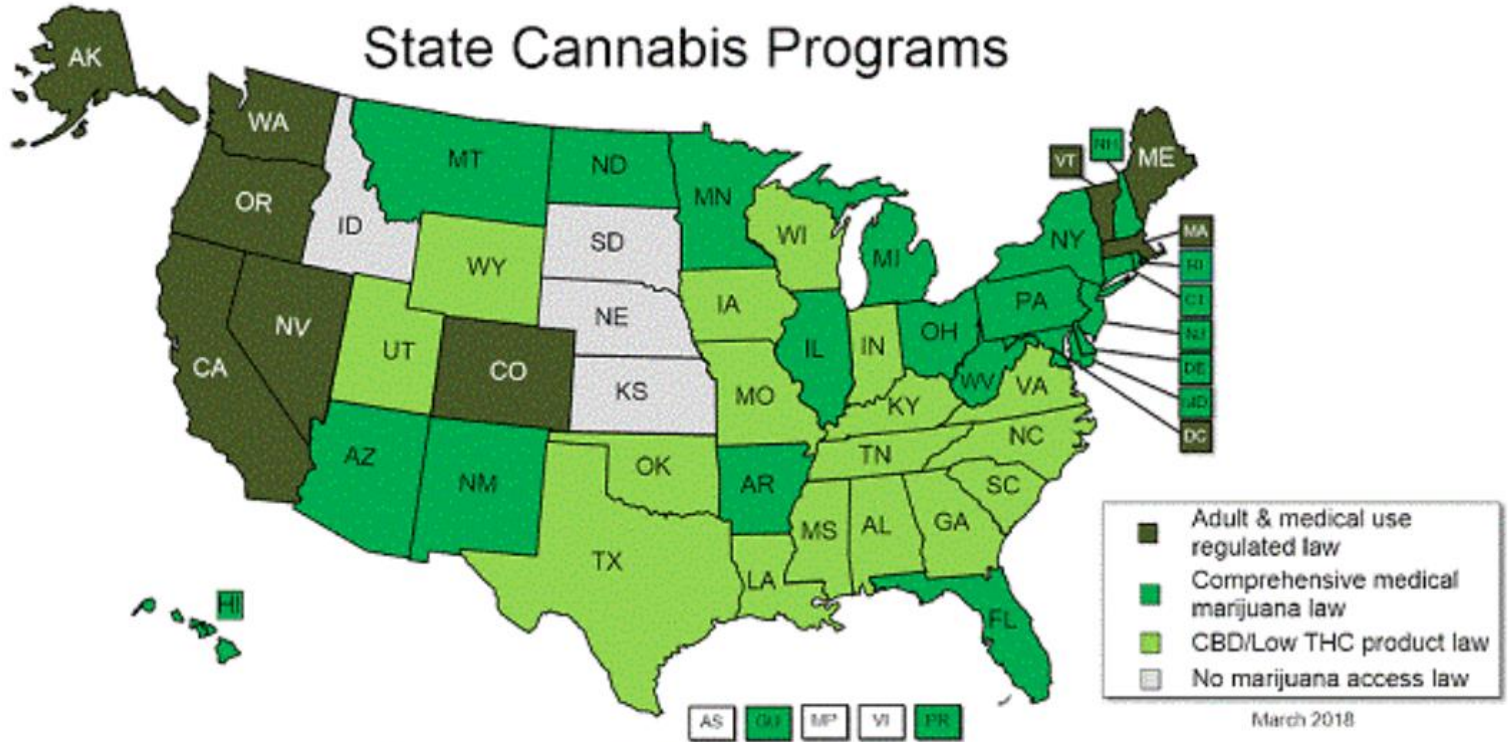 State Cannabis Programs
AK
WA
OR
CA
NV
ID
MT
WY
UT
CO
AZ
NM
ND
SD
NE
KS
OK
TX
MN
IA
MO
AR
LA
WI
IL
MI
IN
OH
KY
TN
MS
AL
GA
FL
SC
NC
VA
WV
PA
NY
VT
NH
ME
MA
RI
CT
NJ
DE
MD
DC
HI
AS
GU
MP
VI
PR
Adult & medical use
regulated law
Comprehensive medical
marijuana law
CBD/Low THC product law
No marijuana access law
March 2018